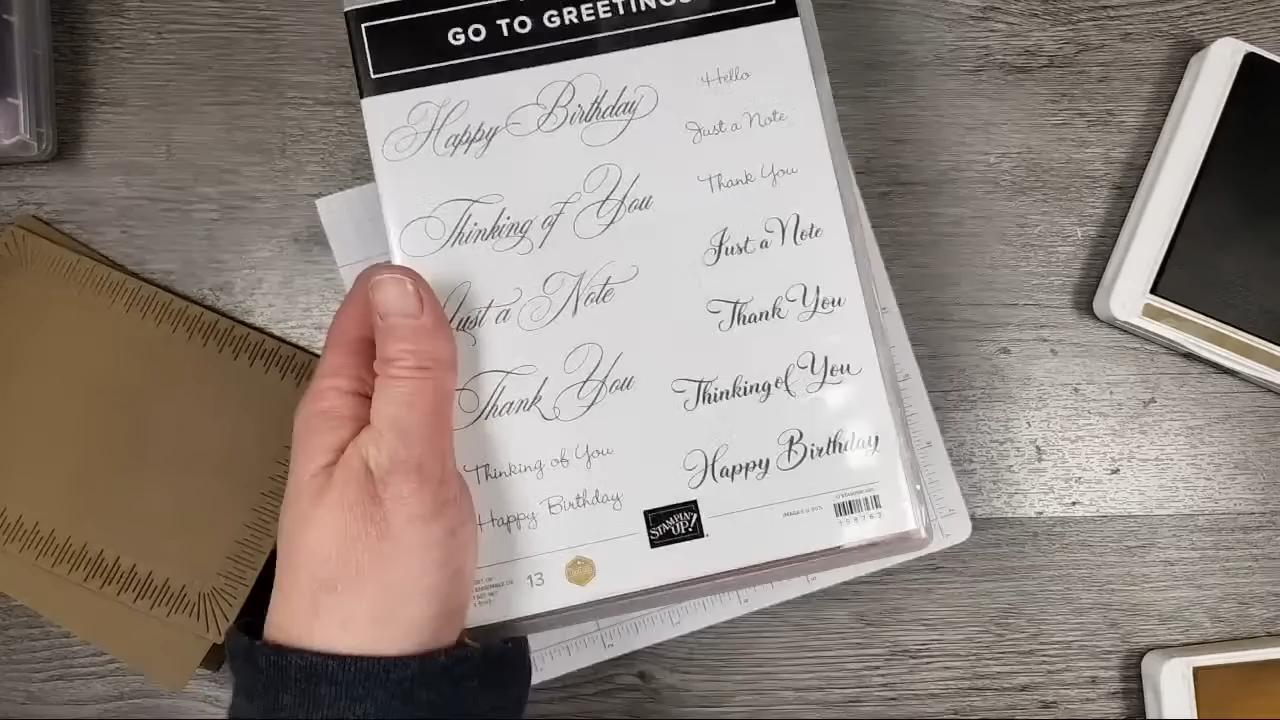 GO TO GREETINGS
Happy Birthday
Thinking of You
Just a Note
Thank You
Thinking of You
Happy Birthday
Hello
Just a Note
Thank You
Just a Note
Thank You
Thinking of You
Happy Birthday
STAMPIN' UP!
13